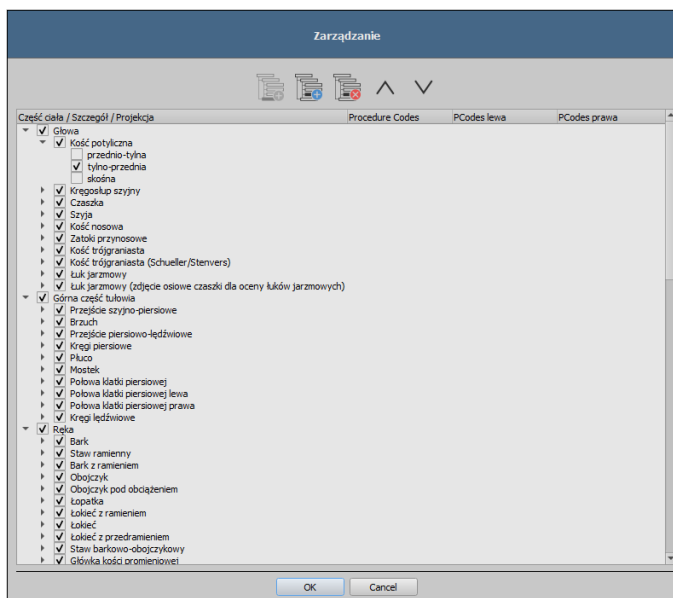 Zarządzanie
Część ciała / Szczegół / Projekcja Procedure Codes PCodes lewa PCodes prawa
Głowa
Kość potyliczna
przednio-tylna
tylno-przednia
skośna
Kręgosłup szyjny
Czaszka
Szyja
Kość nosowa
Zatoki przynosowe
Kość trójgraniasta
Kość trójgraniasta (Schueller/Stenvers)
Łuk jarzmowy
Łuk jarzmowy (zdjęcie osiowe czaszki dla oceny łuków jarzmowych)
Górna część tułowia
Przejście szyjno-piersiowe
Brzuch
Przejście piersiowo-lędźwiowe
Kręgi piersiowe
Płuco
Mostek
Połowa klatki piersiowej
Połowa klatki piersiowej lewa
Połowa klatki piersiowej prawa
Kręgi lędźwiowe
Ręka
Bark
Staw ramienny
Bark z ramieniem
Obojczyk
Obojczyk pod obciążeniem
Łopatka
Łokieć z ramieniem
Łokieć
Łokieć z przedramieniem
Staw barkowo-obojczykowy
Główka kości promieniowej
OK Cancel